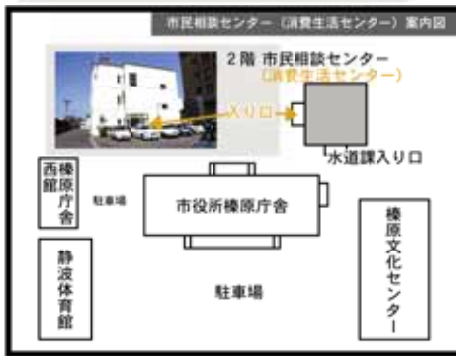 市民相談センター（消費生活センター）案内図
２階 市民相談センター
（消費生活センター）
入り口
水道課入り口
榛原庁舎
西館
駐車場
市役所榛原庁舎
静波体育館
駐車場
榛原文化センター